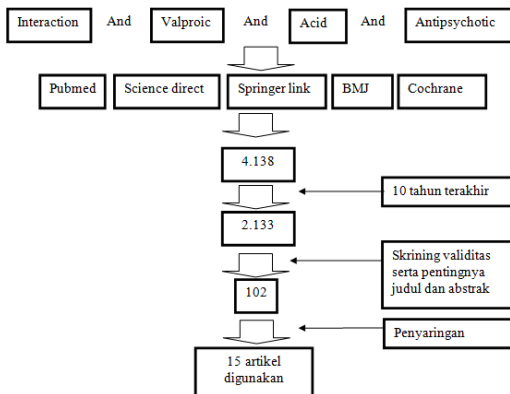 Interaction And Valproic And Acid And Antipsychotic
Pubmed Science direct Springer link BMJ Cochrane
4.138
10 tahun terakhir
2.133
Skrining validitas
serta pentingnya
judul dan abstrak
102
Penyaringan
15 artikel
digunakan